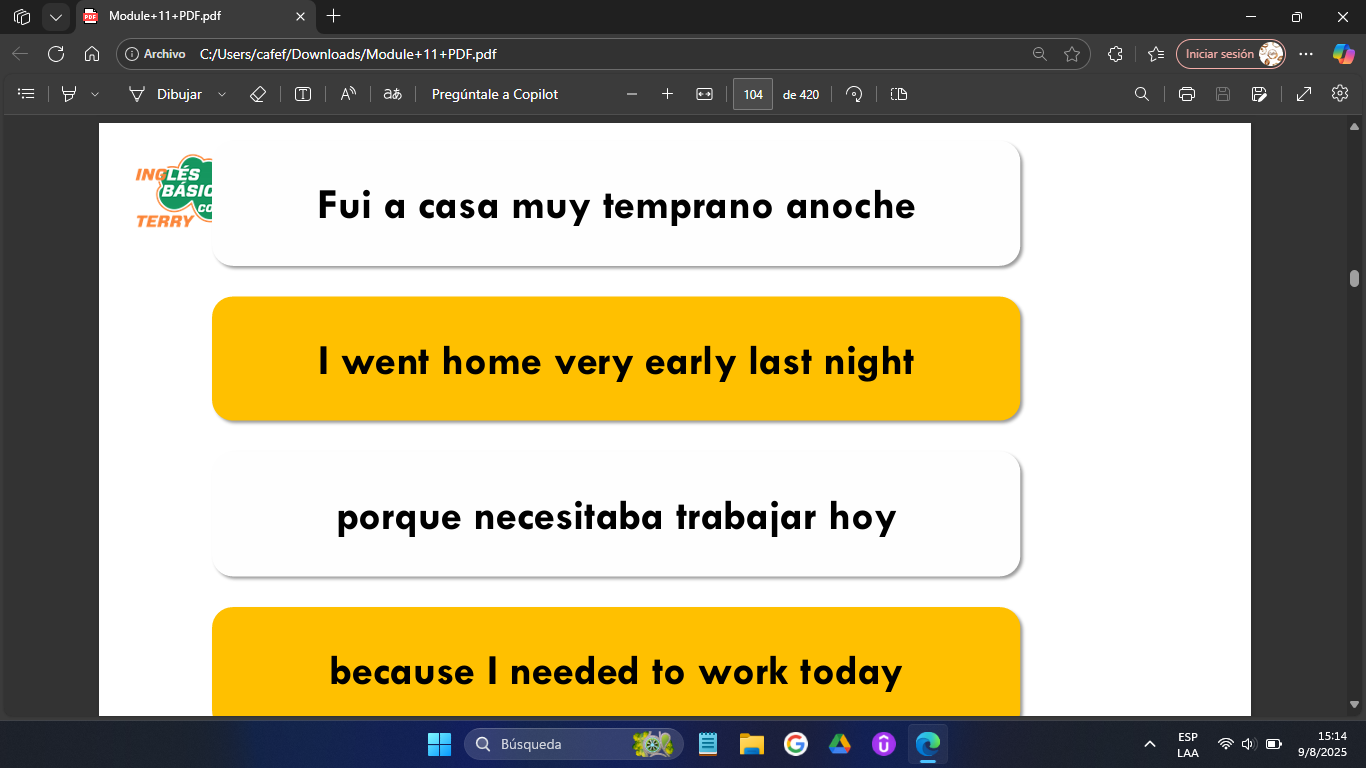 Module+11+PDF.pdf
Archivo C:/Users/cafef/Downloads/Module+11+PDF.pdf Iniciar sesión
Dibujar Pregúntale a Copilot 104 de 420
INGLÉS
BÁSIC
CO
TERRY
Fui a casa muy temprano anoche
I went home very early last night
porque necesitaba trabajar hoy
because I needed to work today
Búsqueda
ESP
LAA
15:14
9/8/2025